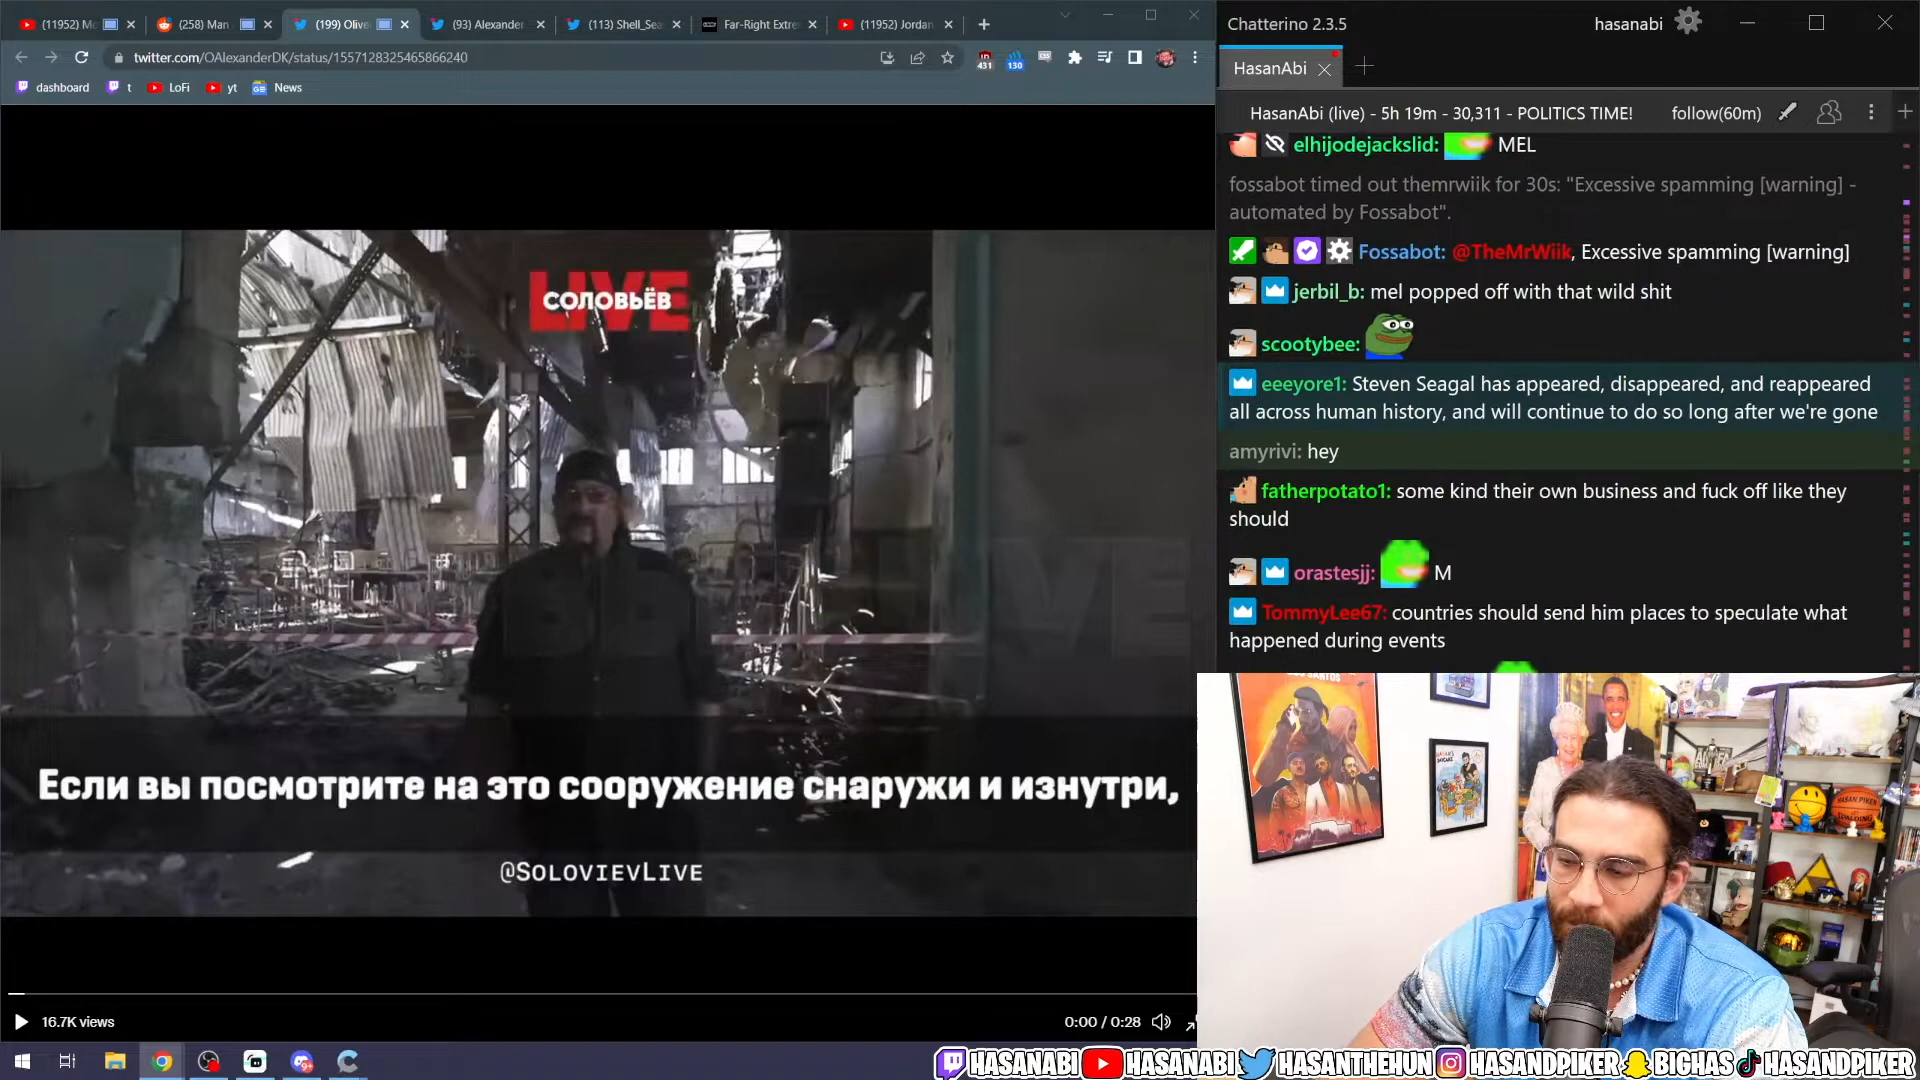 (11952) M
(258) Man
(199) Olive
(93) Alexander
(113) Shell_Sea
Far-Right Extre
(11952) Jordan
twitter.com/OAlexanderDK/status/1557128325465866240
431
130
dashboard
t
LoFi
yt
News
LIVE
СОЛОВЬЁВ
Если вы посмотрите на это сооружение снаружи и изнутри,
@SOLOVIEVLIVE
16.7K views
0:00 / 0:28
Chatterino 2.3.5
hasanabi
HasanAbi
HasanAbi (live) - 5h 19m - 30,311 - POLITICS TIME!
follow(60m)
elhijodejackslid: MEL
fossabot timed out themrwiik for 30s: "Excessive spamming [warning] -
automated by Fossabot".
Fossabot: @TheMrWiik, Excessive spamming [warning]
jerbil_b: mel popped off with that wild shit
scootybee:
eeeyore1: Steven Seagal has appeared, disappeared, and reappeared
all across human history, and will continue to do so long after we're gone
amyrivi: hey
fatherpotato1: some kind their own business and fuck off like they
should
orastesjj: M
TommyLee67: countries should send him places to speculate what
happened during events
HASAN PIKER
SPALDING
HASANABI
HASANABI
HASANTHEHUN
HASANDPIKER
BIGHAS
HASANDPIKER